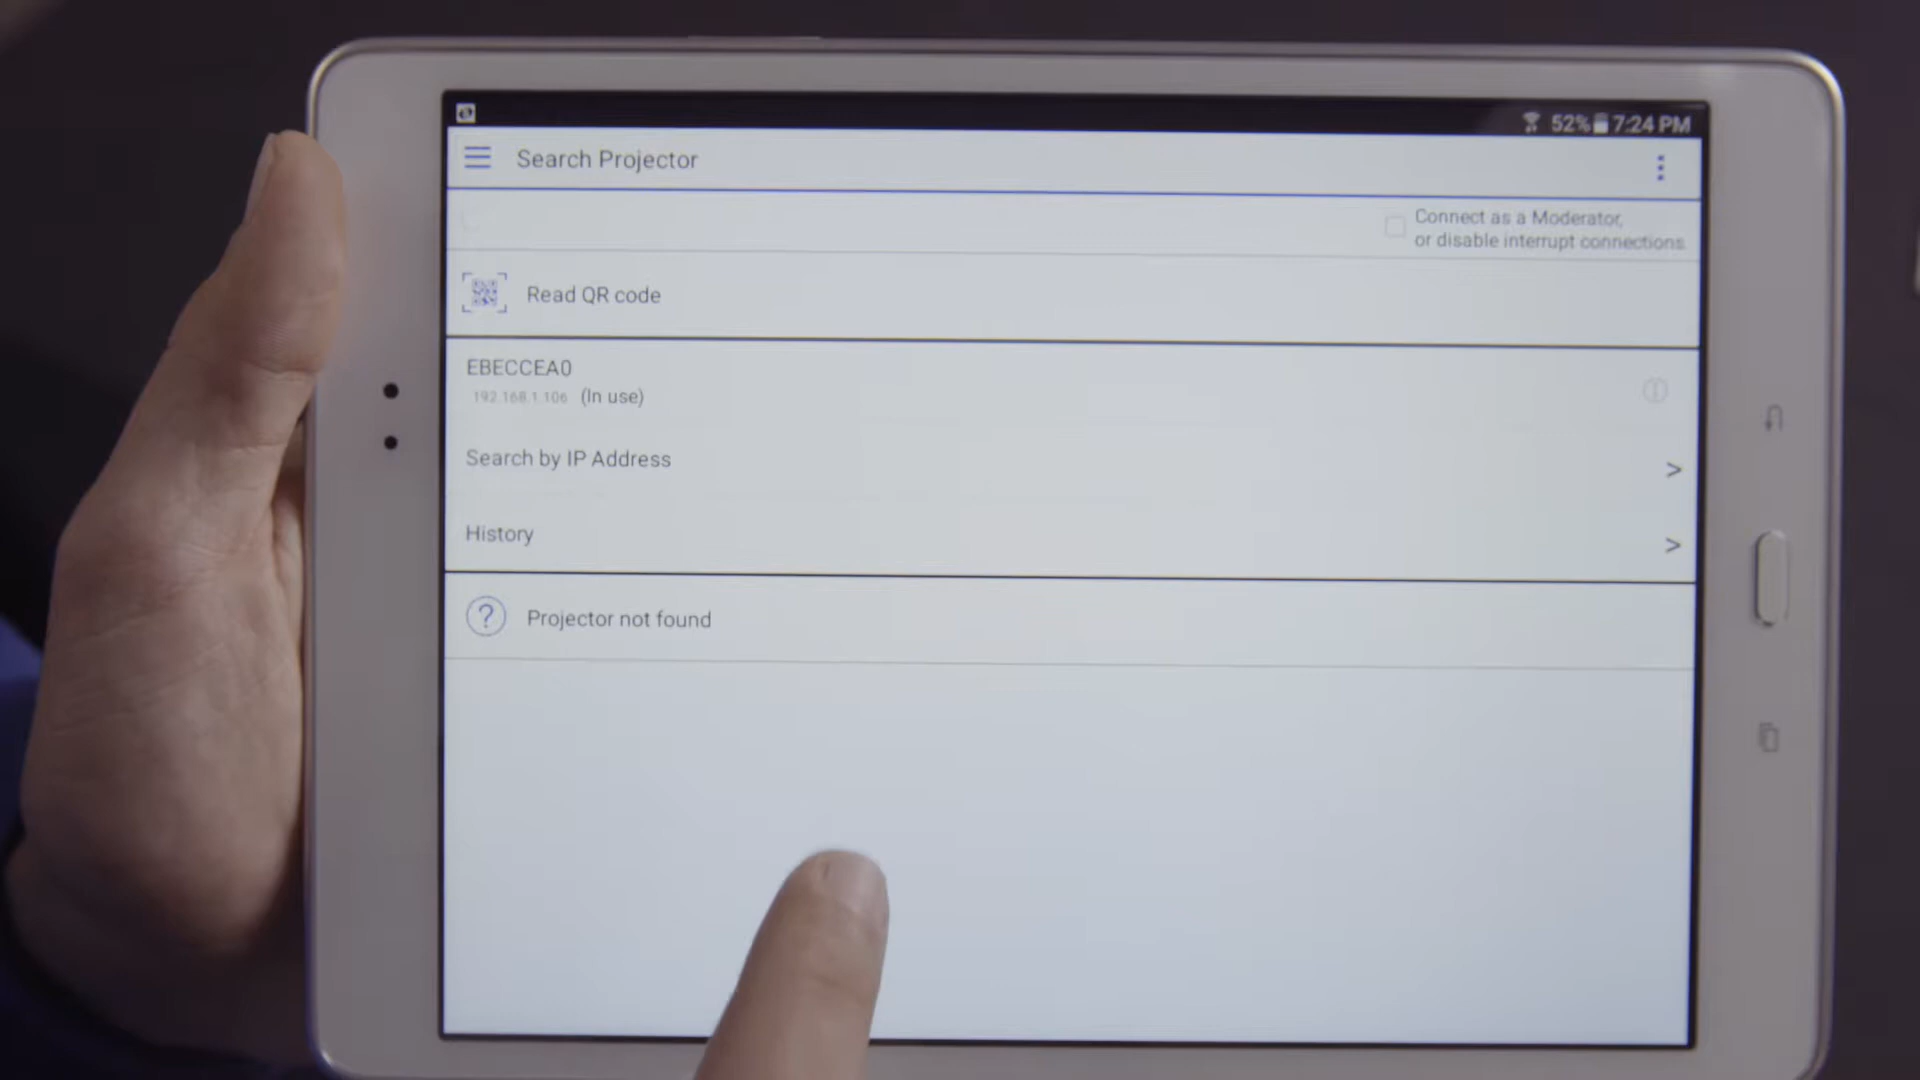 52% 7:24 PM
Search Projector
Connect as a Moderator,
or disable interrupt connections.
Read QR code
EBECCEA0
192.168.1.106 (In use)
Search by IP Address
>
History
>
? Projector not found